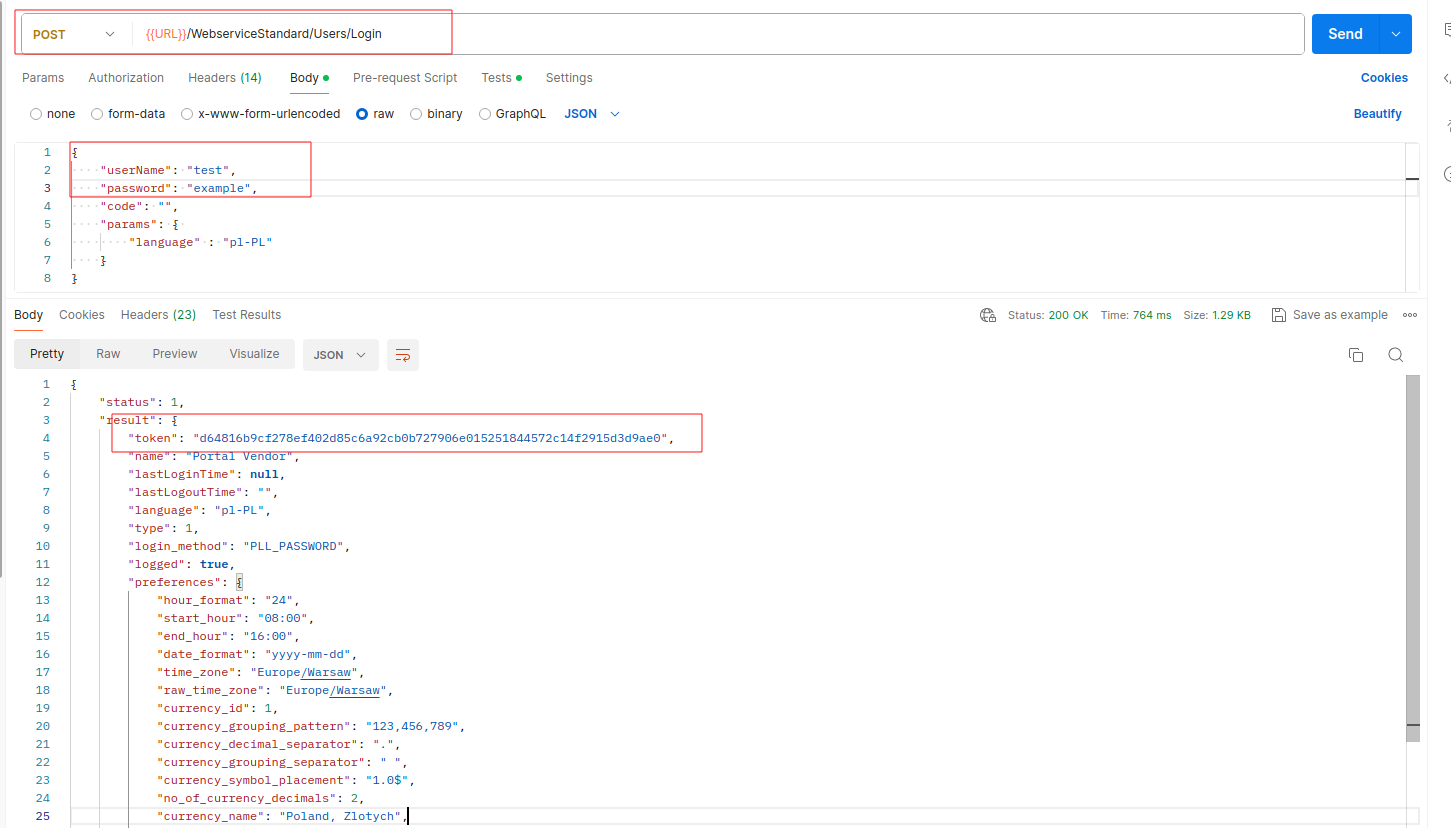 POST {{URL}}/WebserviceStandard/Users/Login Send
Params Authorization Headers (14) Body Pre-request Script Tests Settings Cookies
none form-data x-www-form-urlencoded raw binary GraphQL JSON Beautify
1 {
2 "userName": "test",
3 "password": "example",
4 "code": "",
5 "params": {
6 "language" : "pl-PL"
7 }
8 }
Body Cookies Headers (23) Test Results Status: 200 OK Time: 764 ms Size: 1.29 KB Save as example
Pretty Raw Preview Visualize JSON
1 {
2 "status": 1,
3 "result": {
4 "token": "d64816b9cf278ef402d85c6a92cb0b727906e015251844572c14f2915d3d9ae0",
5 "name": "Portal Vendor",
6 "lastLoginTime": null,
7 "lastLogoutTime": "",
8 "language": "pl-PL",
9 "type": 1,
10 "login_method": "PLL_PASSWORD",
11 "logged": true,
12 "preferences": {
13 "hour_format": "24",
14 "start_hour": "08:00",
15 "end_hour": "16:00",
16 "date_format": "yyyy-mm-dd",
17 "time_zone": "Europe/Warsaw",
18 "raw_time_zone": "Europe/Warsaw",
19 "currency_id": 1,
20 "currency_grouping_pattern": "123,456,789",
21 "currency_decimal_separator": ".",
22 "currency_grouping_separator": " ",
23 "currency_symbol_placement": "1.0$",
24 "no_of_currency_decimals": 2,
25 "currency_name": "Poland, Zlotych",